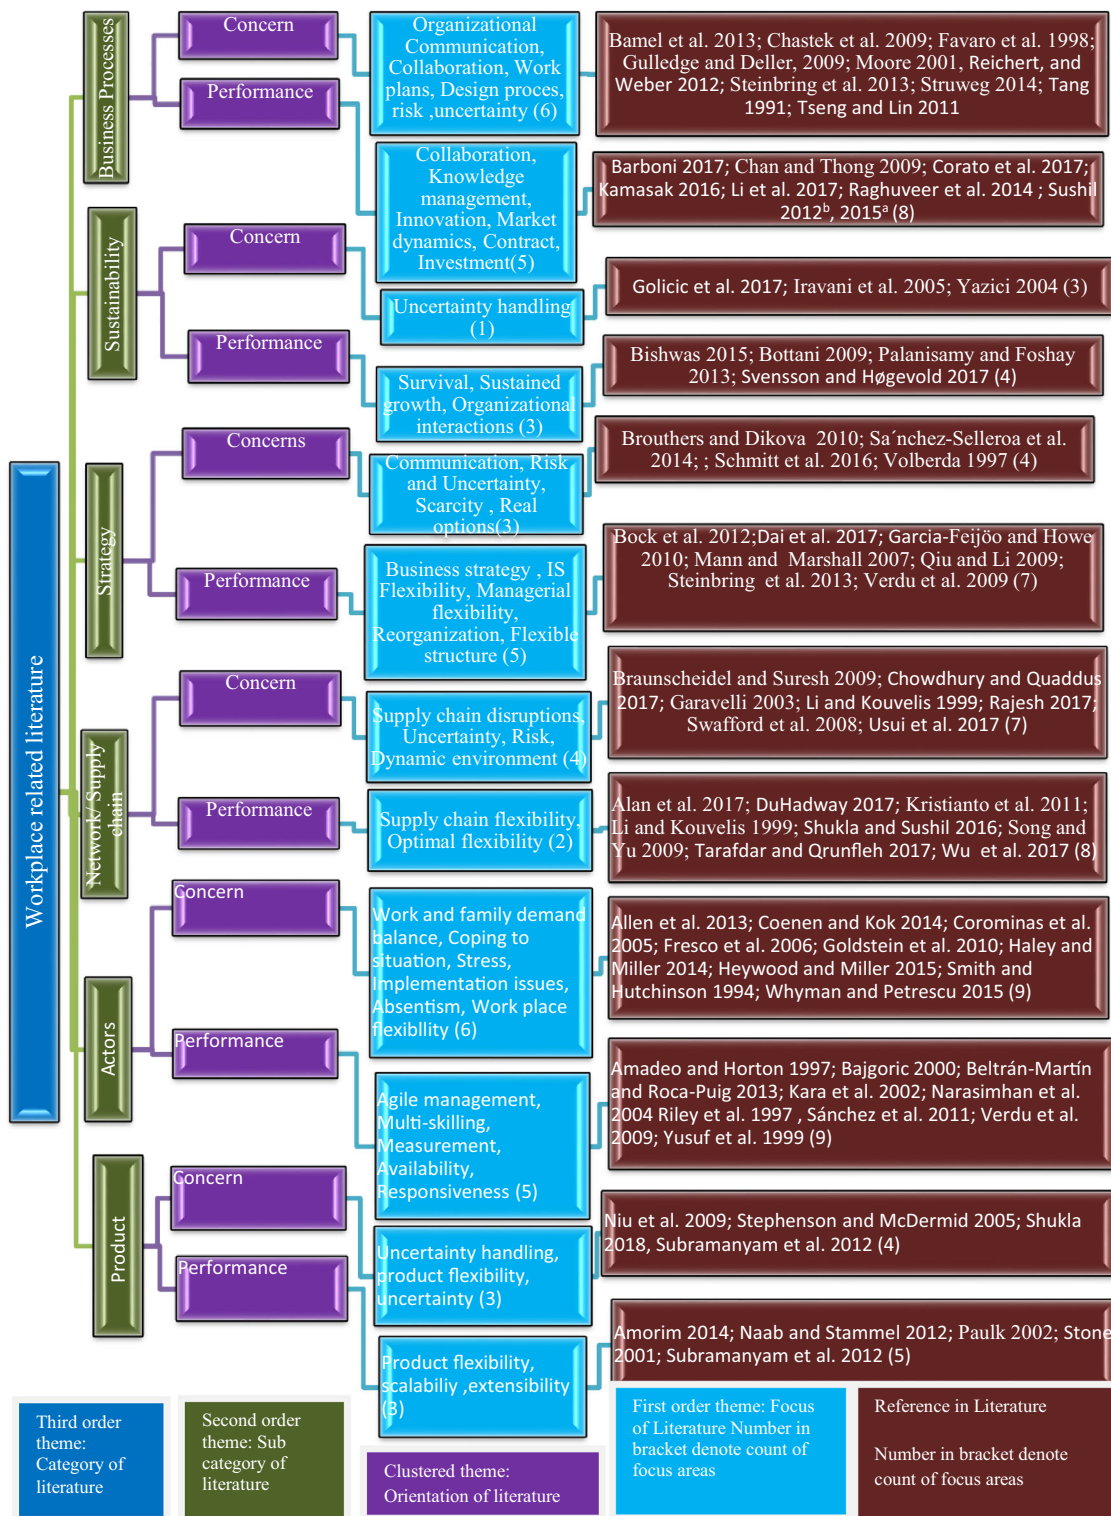 Workplace related literature
Business Processes
Concern
Organizational
Communication,
Collaboration, Work
plans, Design proces,
risk ,uncertainty (6)
Bamel et al. 2013; Chastek et al. 2009; Favaro et al. 1998;
Gulledge and Deller, 2009; Moore 2001, Reichert, and
Weber 2012; Steinbring et al. 2013; Struweg 2014; Tang
1991; Tseng and Lin 2011
Performance
Collaboration,
Knowledge
management,
Innovation, Market
dynamics, Contract,
Investment(5)
Barboni 2017; Chan and Thong 2009; Corato et al. 2017;
Kamasak 2016; Li et al. 2017; Raghuveer et al. 2014 ; Sushil
2012ᵇ, 2015ᵃ (8)
Sustainability
Concern
Uncertainty handling
(1)
Golicic et al. 2017; Iravani et al. 2005; Yazici 2004 (3)
Performance
Survival, Sustained
growth, Organizational
interactions (3)
Bishwas 2015; Bottani 2009; Palanisamy and Foshay
2013; Svensson and Høgevold 2017 (4)
Strategy
Concerns
Communication, Risk
and Uncertainty,
Scarcity , Real
options(3)
Brouthers and Dikova  2010; Sa´nchez-Selleroa et al.
2014; ; Schmitt et al. 2016; Volberda 1997 (4)
Performance
Business strategy , IS
Flexibility, Managerial
flexibility,
Reorganization, Flexible
structure (5)
Bock et al. 2012;Dai et al. 2017; Garcia-Feijöo and Howe
2010; Mann and  Marshall 2007; Qiu and Li 2009;
Steinbring  et al. 2013; Verdu et al. 2009 (7)
Network/ Supply
chain
Concern
Supply chain disruptions,
Uncertainty, Risk,
Dynamic environment (4)
Braunscheidel and Suresh 2009; Chowdhury and Quaddus
2017; Garavelli 2003; Li and Kouvelis 1999; Rajesh 2017;
Swafford et al. 2008; Usui et al. 2017 (7)
Performance
Supply chain flexibility,
Optimal flexibility (2)
Alan et al. 2017; DuHadway 2017; Kristianto et al. 2011;
Li and Kouvelis 1999; Shukla and Sushil 2016; Song and
Yu 2009; Tarafdar and Qrunfleh 2017; Wu  et al. 2017 (8)
Actors
Concern
Work and family demand
balance, Coping to
situation, Stress,
Implementation issues,
Absentism, Work place
flexibllity (6)
Allen et al. 2013; Coenen and Kok 2014; Corominas et al.
2005; Fresco et al. 2006; Goldstein et al. 2010; Haley and
Miller 2014; Heywood and Miller 2015; Smith and
Hutchinson 1994; Whyman and Petrescu 2015 (9)
Performance
Agile management,
Multi-skilling,
Measurement,
Availability,
Responsiveness (5)
Amadeo and Horton 1997; Bajgoric 2000; Beltrán-Martín
and Roca-Puig 2013; Kara et al. 2002; Narasimhan et al.
2004 Riley et al. 1997 , Sánchez et al. 2011; Verdu et al.
2009; Yusuf et al. 1999 (9)
Product
Concern
Uncertainty handling,
product flexibility,
uncertainty (3)
Niu et al. 2009; Stephenson and McDermid 2005; Shukla
2018, Subramanyam et al. 2012 (4)
Performance
Product flexibility,
scalabiliy ,extensibility
(3)
Amorim 2014; Naab and Stammel 2012; Paulk 2002; Stone
2001; Subramanyam et al. 2012 (5)
Third order
theme:
Category of
literature
Second order
theme: Sub
category of
literature
Clustered theme:
Orientation of literature
First order theme: Focus
of Literature Number in
bracket denote count of
focus areas
Reference in Literature
Number in bracket denote
count of focus areas